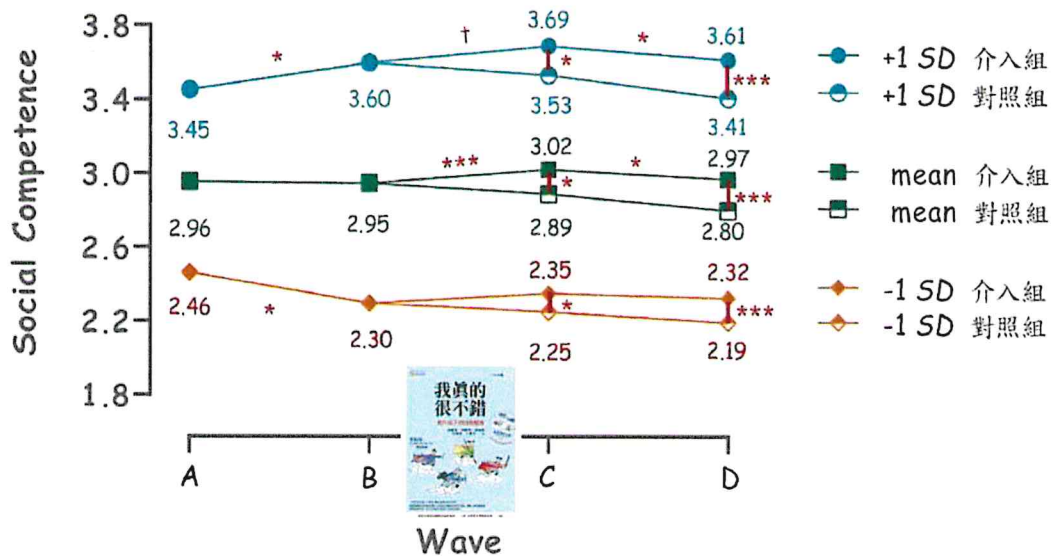 3.8
3.4
3.0
2.6
2.2
1.8
Social Competence
* † 3.69 * 3.61
* ***
3.45 3.60 3.53 3.41
*** 3.02 * 2.97
* ***
2.96 2.95 2.89 2.80
2.35 2.32
2.46 * * ***
2.30 2.25 2.19
+1 SD 介入組
+1 SD 對照組
mean 介入組
mean 對照組
-1 SD 介入組
-1 SD 對照組
我真的
很不錯
A B C D
Wave